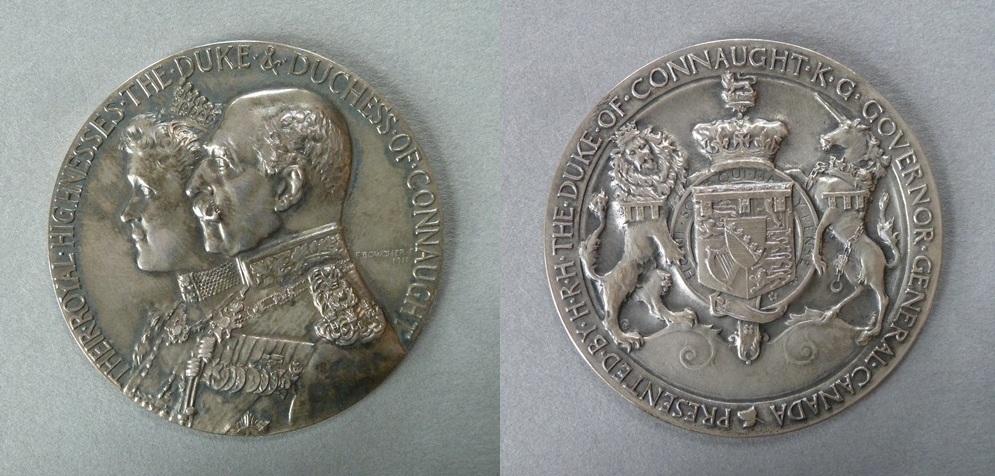 THEIR·ROYAL·HIGHNESSES·THE·DUKE·&·DUCHESS·OF·CONNAUGHT
PRESENTED·BY·H·R·H·THE·DUKE·OF·CONNAUGHT·K·G·GOVERNOR·GENERAL·CANADA